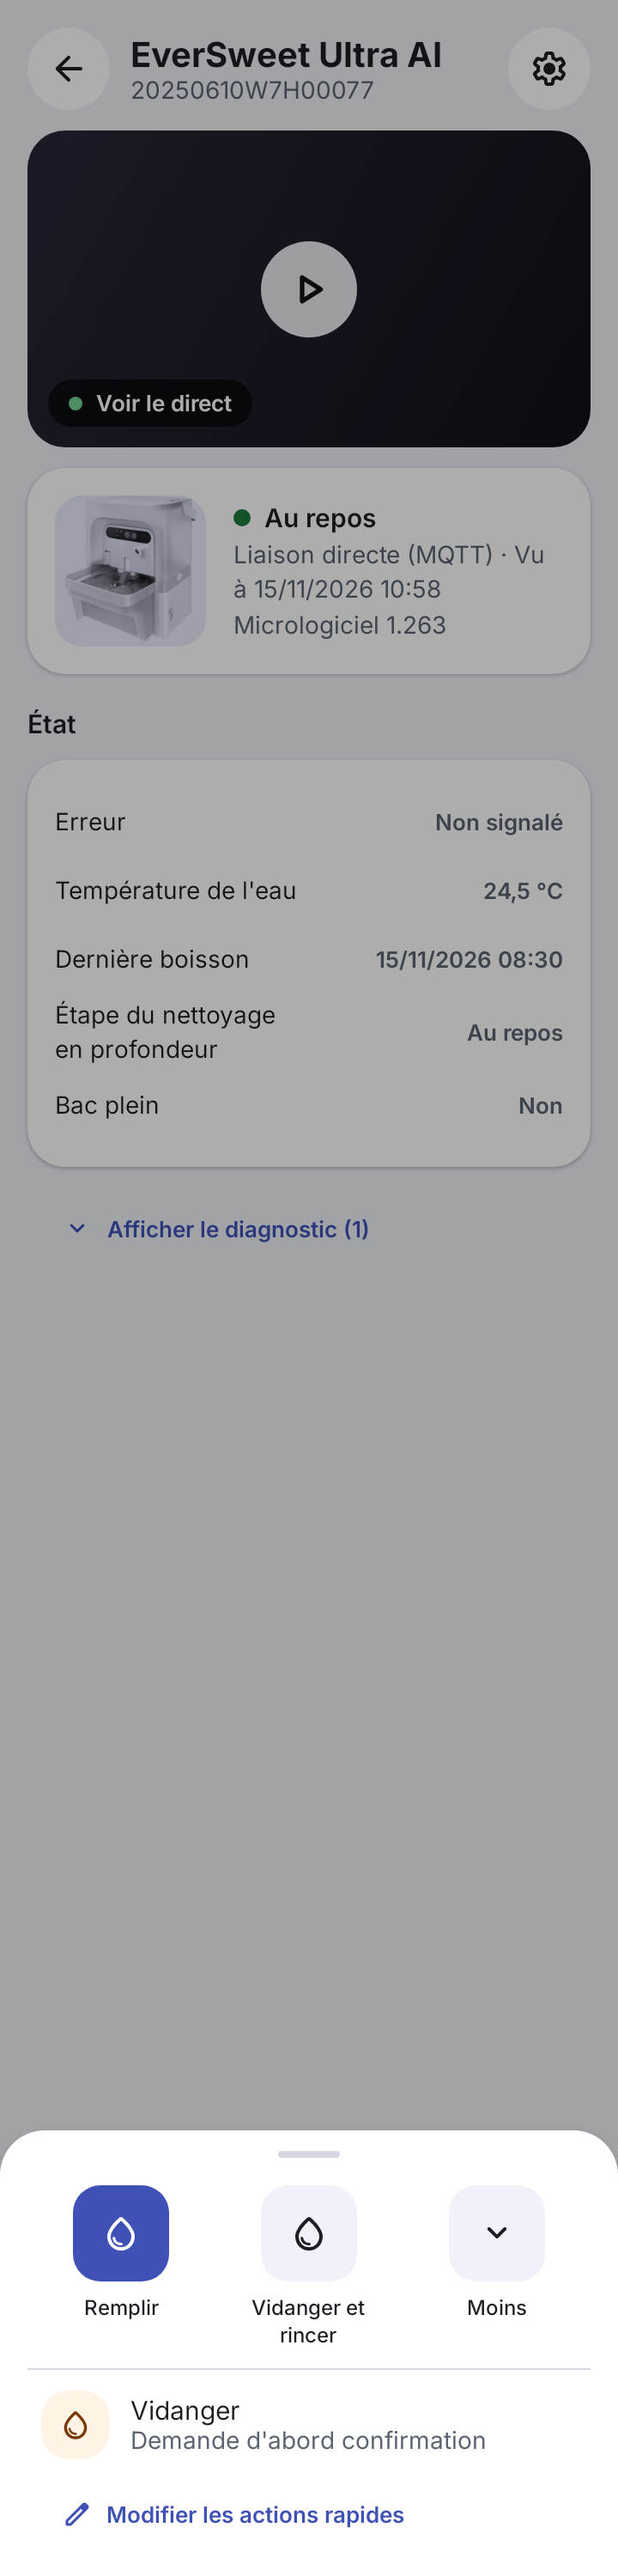 EverSweet Ultra AI
20250610W7H00077
Voir le direct
Au repos
Liaison directe (MQTT) · Vu
à 15/11/2026 10:58
Micrologiciel 1.263
État
Erreur
Non signalé
Température de l'eau
24,5 °C
Dernière boisson
15/11/2026 08:30
Étape du nettoyage
en profondeur
Au repos
Bac plein
Non
Afficher le diagnostic (1)
Remplir
Vidanger et
rincer
Moins
Vidanger
Demande d'abord confirmation
Modifier les actions rapides